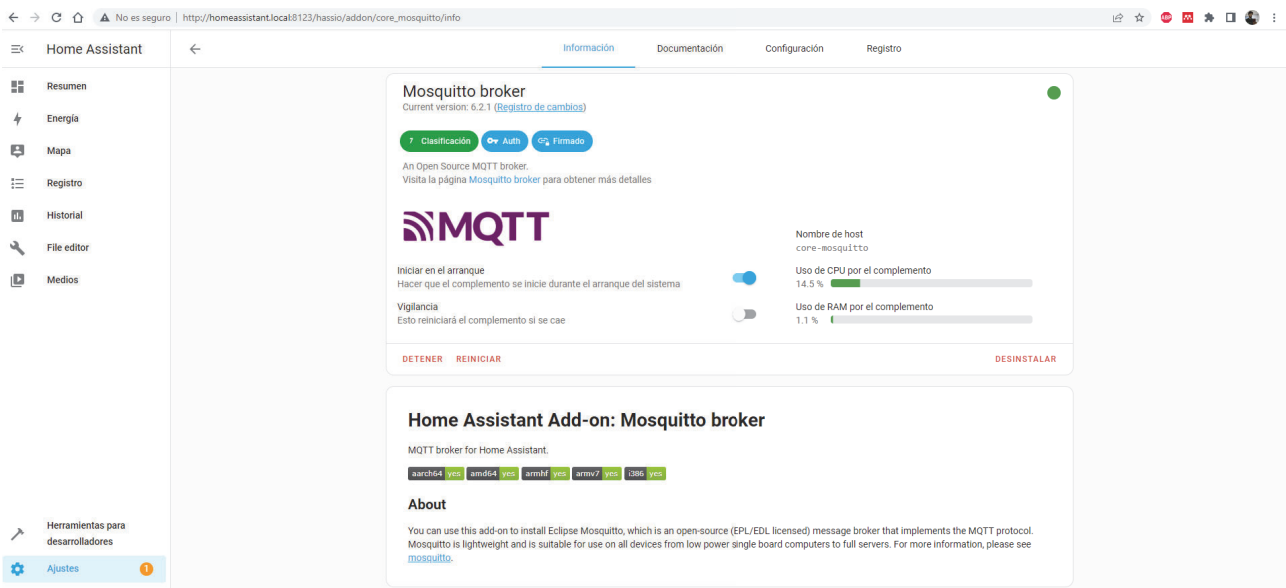 No es seguro | http://homeassistant.local:8123/hassio/addon/core_mosquitto/info
ABP
Home Assistant
Información
Documentación
Configuración
Registro
Resumen
Energía
Mapa
Registro
Historial
File editor
Medios
Herramientas para
desarrolladores
Ajustes
1
Mosquitto broker
Current version: 6.2.1 (Registro de cambios)
7 Clasificación
Auth
Firmado
An Open Source MQTT broker.
Visita la página Mosquitto broker para obtener más detalles
MQTT
Nombre de host
core-mosquitto
Iniciar en el arranque
Hacer que el complemento se inicie durante el arranque del sistema
Uso de CPU por el complemento
14.5 %
Vigilancia
Esto reiniciará el complemento si se cae
Uso de RAM por el complemento
1.1 %
DETENER
REINICIAR
DESINSTALAR
Home Assistant Add-on: Mosquitto broker
MQTT broker for Home Assistant.
aarch64 yes amd64 yes armhf yes armv7 yes i386 yes
About
You can use this add-on to install Eclipse Mosquitto, which is an open-source (EPL/EDL licensed) message broker that implements the MQTT protocol.
Mosquitto is lightweight and is suitable for use on all devices from low power single board computers to full servers. For more information, please see
mosquitto.